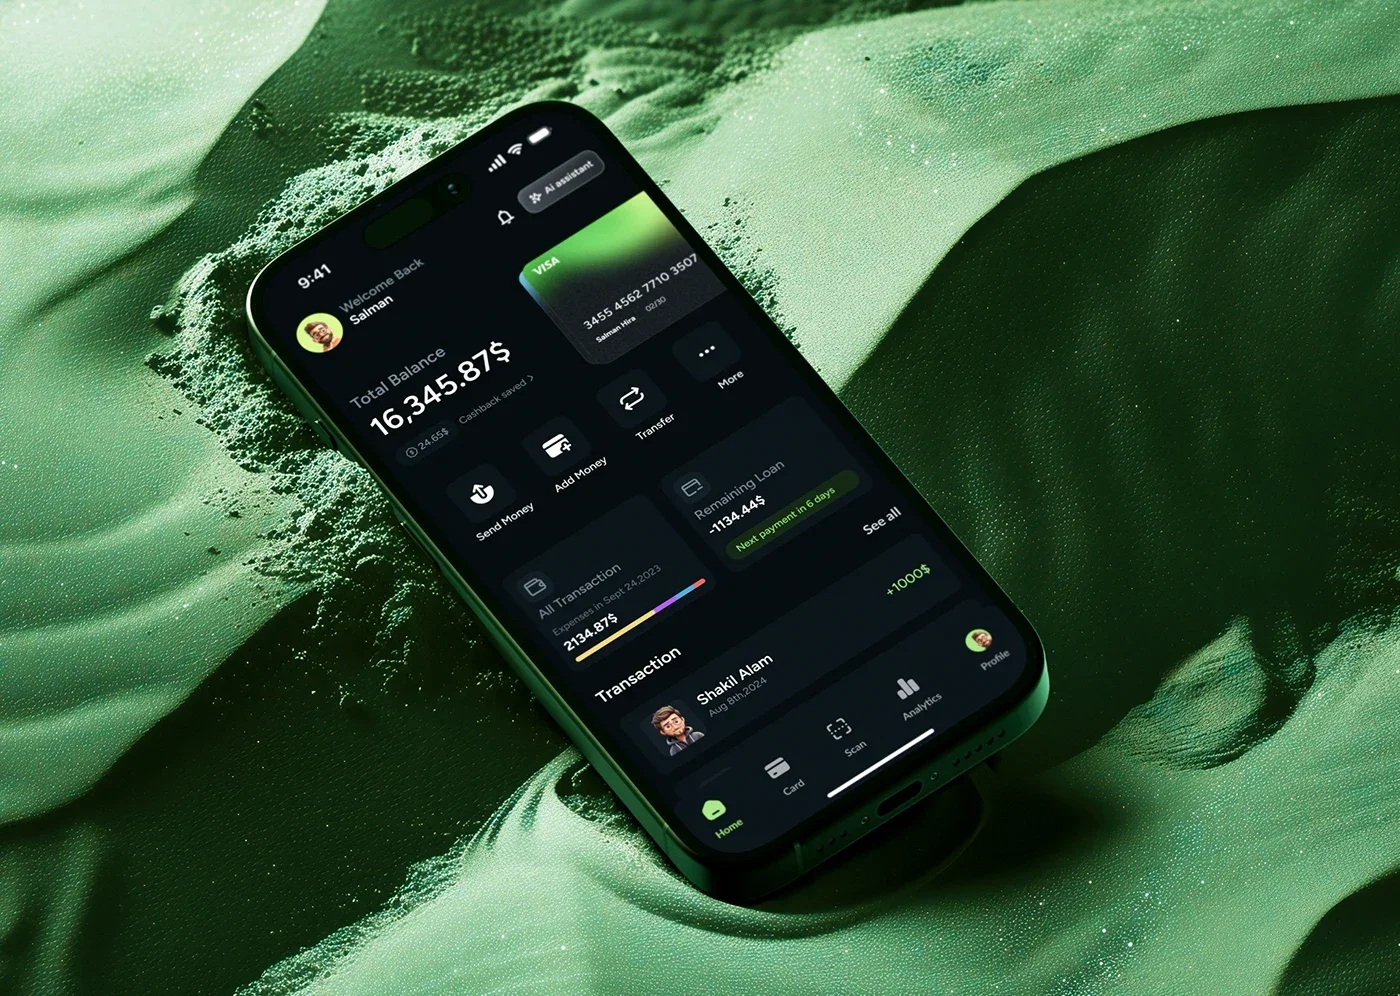 9:41
Ai assistant
Welcome Back
Salman
VISA
3455 4562 7710 3507
Salman Hira 02/30
Total Balance
16,345.87$
24.65$ Cashback saved >
Send Money
Add Money
Transfer
More
All Transaction
Expenses in Sept 24,2023
2134.87$
Remaining Loan
-1134.44$
Next payment in 6 days
Transaction
See all
Shakil Alam
Aug 8th,2024
+1000$
Home
Card
Scan
Analytics
Profile